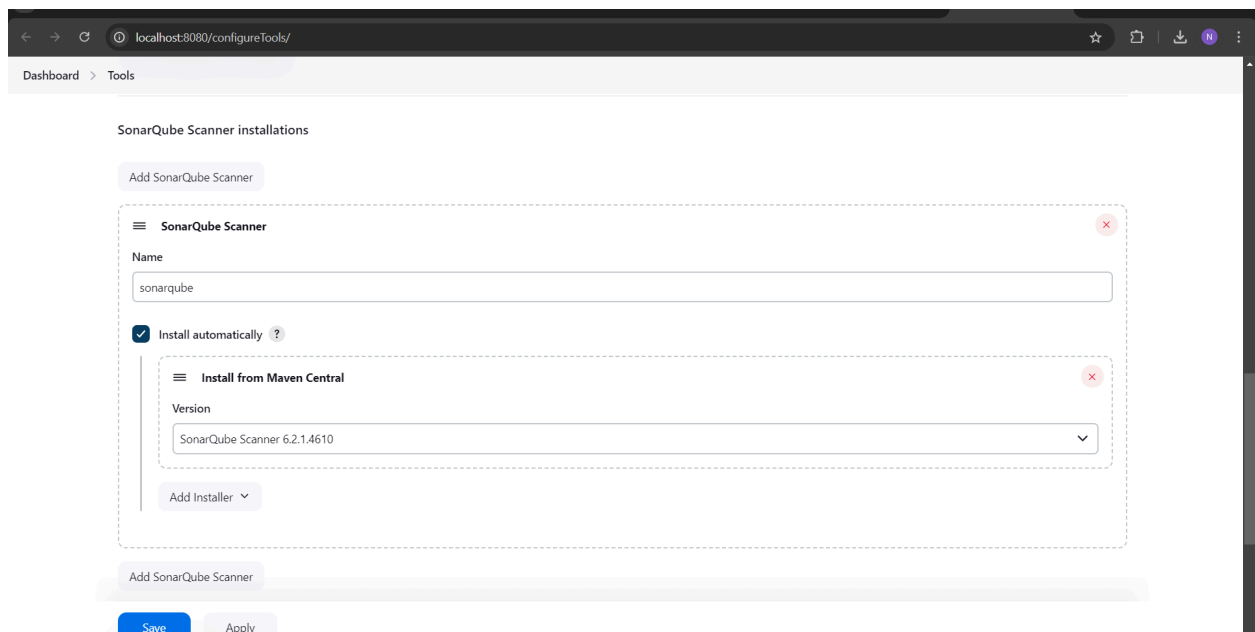 localhost:8080/configureTools/
N
Dashboard > Tools
SonarQube Scanner installations
Add SonarQube Scanner
SonarQube Scanner
Name
sonarqube
Install automatically ?
Install from Maven Central
Version
SonarQube Scanner 6.2.1.4610
Add Installer
Add SonarQube Scanner
Save Apply